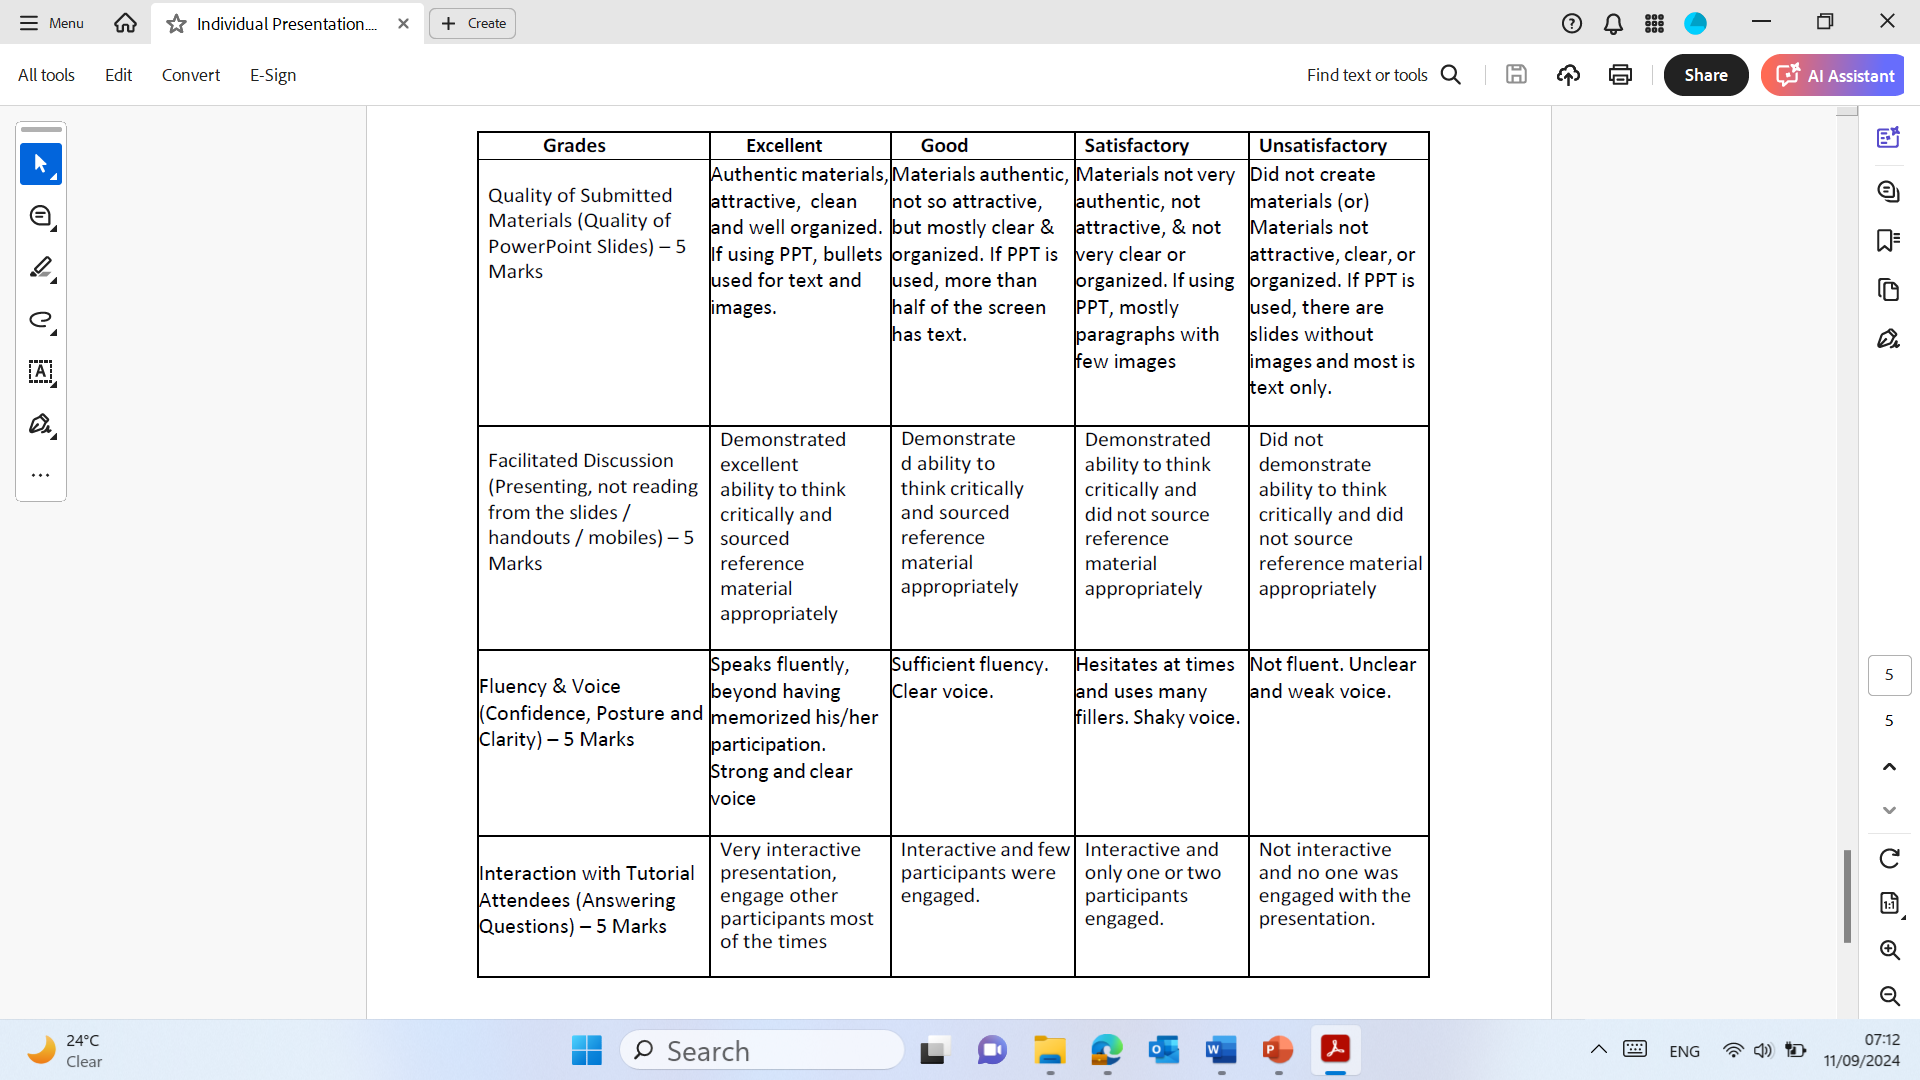 Menu
Individual Presentation....
Create
All tools
Edit
Convert
E-Sign
Find text or tools
Share
AI Assistant
Grades
Excellent
Good
Satisfactory
Unsatisfactory
Quality of Submitted
Materials (Quality of
PowerPoint Slides) – 5
Marks
Authentic materials,
attractive, clean
and well organized.
If using PPT, bullets
used for text and
images.
Materials authentic,
not so attractive,
but mostly clear &
organized. If PPT is
used, more than
half of the screen
has text.
Materials not very
authentic, not
attractive, & not
very clear or
organized. If using
PPT, mostly
paragraphs with
few images
Did not create
materials (or)
Materials not
attractive, clear, or
organized. If PPT is
used, there are
slides without
images and most is
text only.
Facilitated Discussion
(Presenting, not reading
from the slides /
handouts / mobiles) – 5
Marks
Demonstrated
excellent
ability to think
critically and
sourced
reference
material
appropriately
Demonstrate
d ability to
think critically
and sourced
reference
material
appropriately
Demonstrated
ability to think
critically and
did not source
reference
material
appropriately
Did not
demonstrate
ability to think
critically and did
not source
reference material
appropriately
Fluency & Voice
(Confidence, Posture and
Clarity) – 5 Marks
Speaks fluently,
beyond having
memorized his/her
participation.
Strong and clear
voice
Sufficient fluency.
Clear voice.
Hesitates at times
and uses many
fillers. Shaky voice.
Not fluent. Unclear
and weak voice.
Interaction with Tutorial
Attendees (Answering
Questions) – 5 Marks
Very interactive
presentation,
engage other
participants most
of the times
Interactive and few
participants were
engaged.
Interactive and
only one or two
participants
engaged.
Not interactive
and no one was
engaged with the
presentation.
5
5
1:1
24°C
Clear
Search
ENG
07:12
11/09/2024